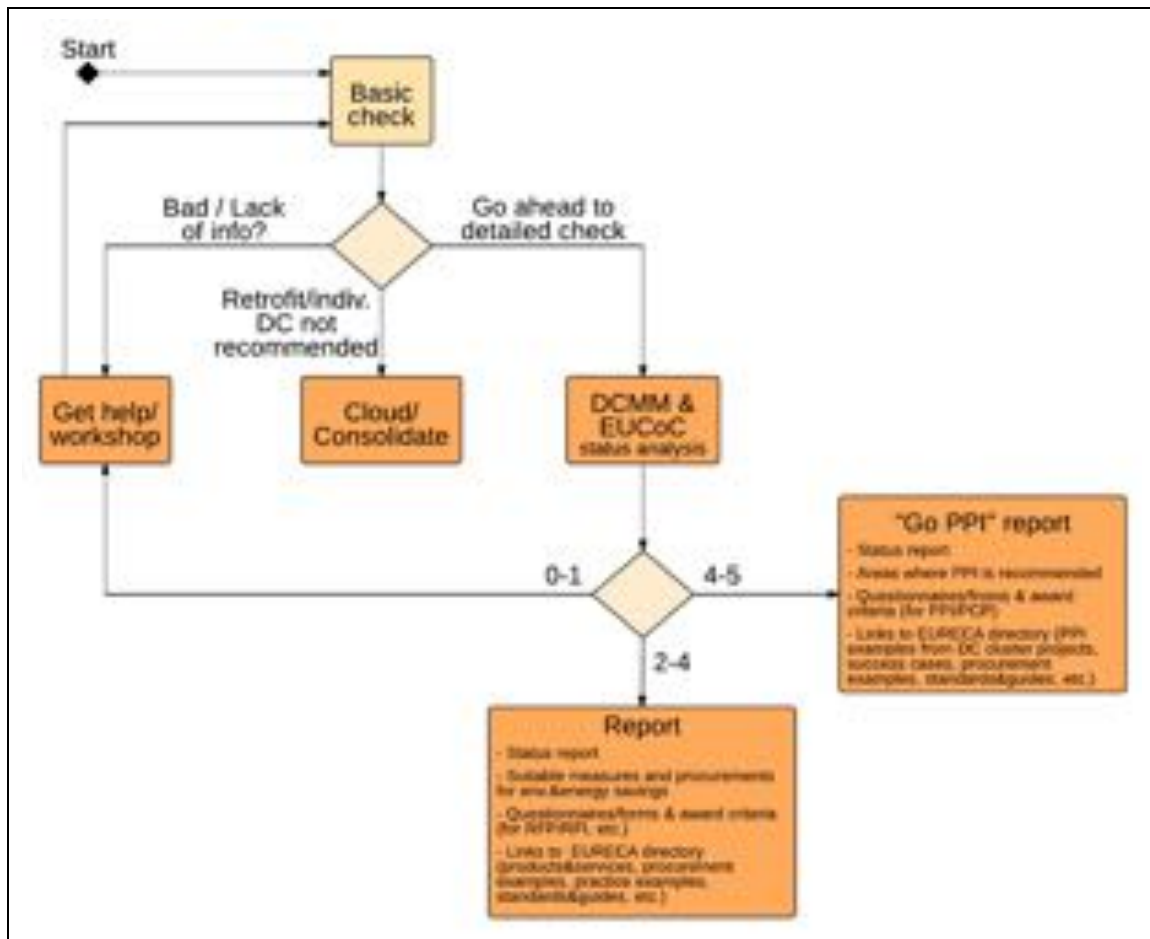 Start
Basic
check
Bad / Lack
of info?
Go ahead to
detailed check
Retrofit/indiv.
DC not
recommended
Get help/
workshop
Cloud/
Consolidate
DCMM &
EUCoC
status analysis
0-1
4-5
2-4
"Go PPI" report
- Status report
- Areas where PPI is recommended
- Questionnaires/forms & award
criteria (for PPI/PCP)
- Links to EURECA directory (PPI
examples from DC cluster projects,
success cases, procurement
examples, standards&guides, etc.)
Report
- Status report
- Suitable measures and procurements
for env.&energy savings
- Questionnaires/forms & award criteria
(for RFP/RFI, etc.)
- Links to EURECA directory
(products&services, procurement
examples, practice examples,
standards&guides, etc.)